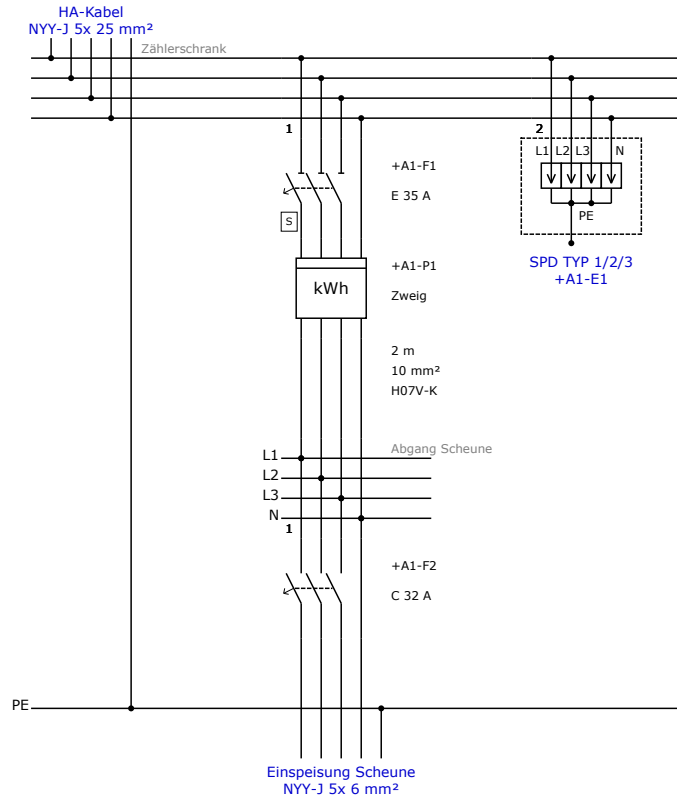 HA-Kabel
NYY-J 5x 25 mm²
Zählerschrank
1
2
L1 L2 L3 N
PE
SPD TYP 1/2/3
+A1-E1
+A1-F1
E 35 A
S
+A1-P1
kWh
Zweig
2 m
10 mm²
H07V-K
Abgang Scheune
L1
L2
L3
N
1
+A1-F2
C 32 A
PE
Einspeisung Scheune
NYY-J 5x 6 mm²